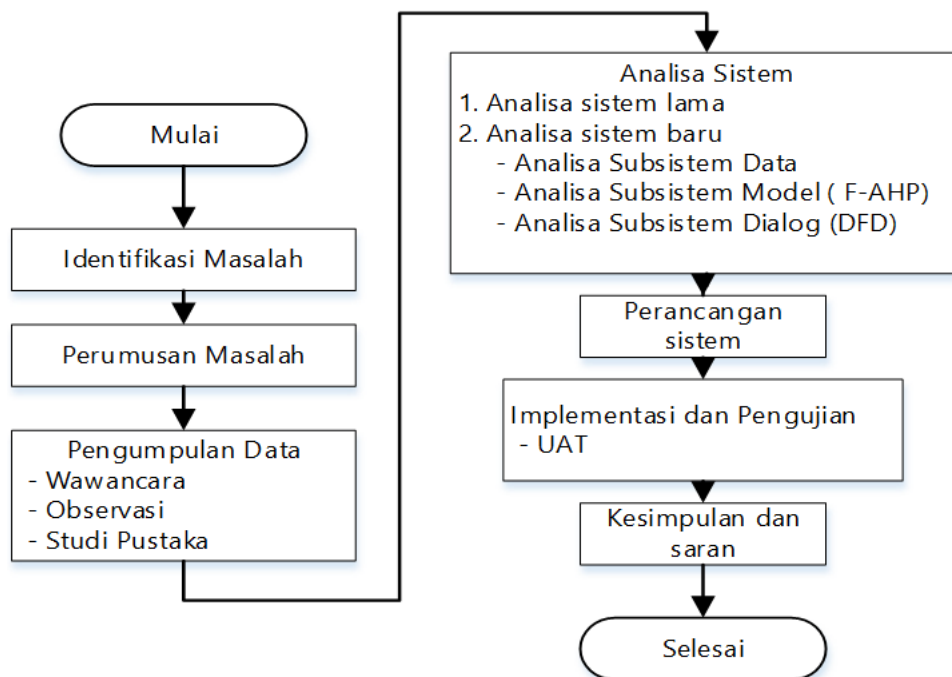 Mulai
Identifikasi Masalah
Perumusan Masalah
Pengumpulan Data
- Wawancara
- Observasi
- Studi Pustaka
Analisa Sistem
1. Analisa sistem lama
2. Analisa sistem baru
- Analisa Subsistem Data
- Analisa Subsistem Model ( F-AHP)
- Analisa Subsistem Dialog (DFD)
Perancangan
sistem
Implementasi dan Pengujian
- UAT
Kesimpulan dan
saran
Selesai